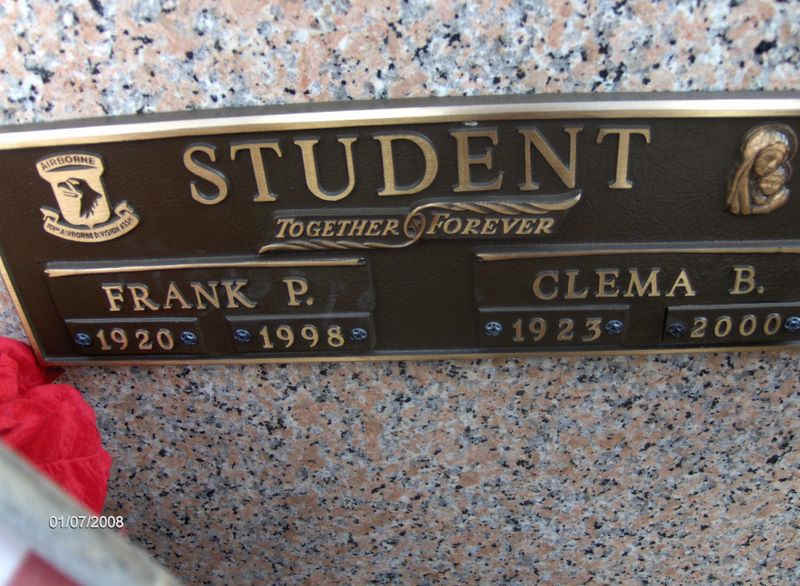 AIRBORNE
STUDENT
TOGETHER FOREVER
FRANK P.
CLEMA B.
1920
1998
1923
2000
01/07/2008